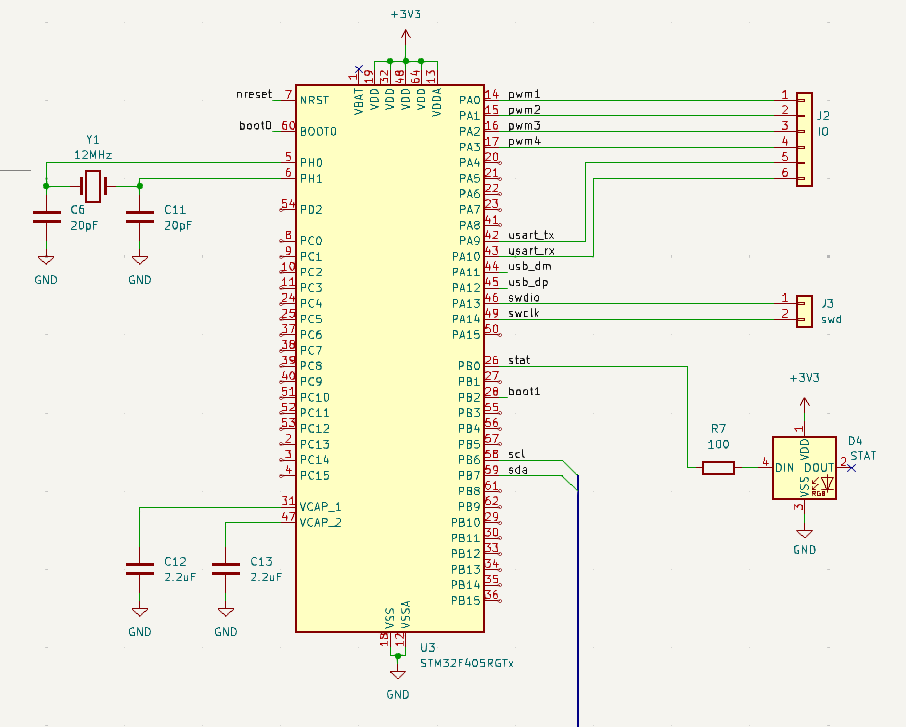 +3V3
1 19 32 48 64 13
VBAT VDD VDD VDD VDD VDDA
nreset 7 NRST
boot0 60 BOOT0
Y1
12MHz
5 PH0
6 PH1
C6
20pF
C11
20pF
GND
GND
54 PD2
8 PC0
9 PC1
10 PC2
11 PC3
24 PC4
25 PC5
37 PC6
38 PC7
39 PC8
40 PC9
51 PC10
52 PC11
53 PC12
2 PC13
3 PC14
4 PC15
31 VCAP_1
47 VCAP_2
C12
2.2uF
C13
2.2uF
GND
GND
PA0 14 pwm1
PA1 15 pwm2
PA2 16 pwm3
PA3 17 pwm4
PA4 20
PA5 21
PA6 22
PA7 23
PA8 41
PA9 42 usart_tx
PA10 43 usart_rx
PA11 44 usb_dm
PA12 45 usb_dp
PA13 46 swdio
PA14 49 swclk
PA15 50
PB0 26 stat
PB1 27
PB2 28 boot1
PB3 55
PB4 56
PB5 57
PB6 58 scl
PB7 59 sda
PB8 61
PB9 62
PB10 29
PB11 30
PB12 33
PB13 34
PB14 35
PB15 36
VSS VSSA
18 12
U3
STM32F405RGTx
GND
1
2
3
4
5
6
J2
IO
1
2
J3
swd
R7
100
+3V3
1
VDD
4 DIN
DOUT 2
VSS
RGB
3
D4
STAT
GND